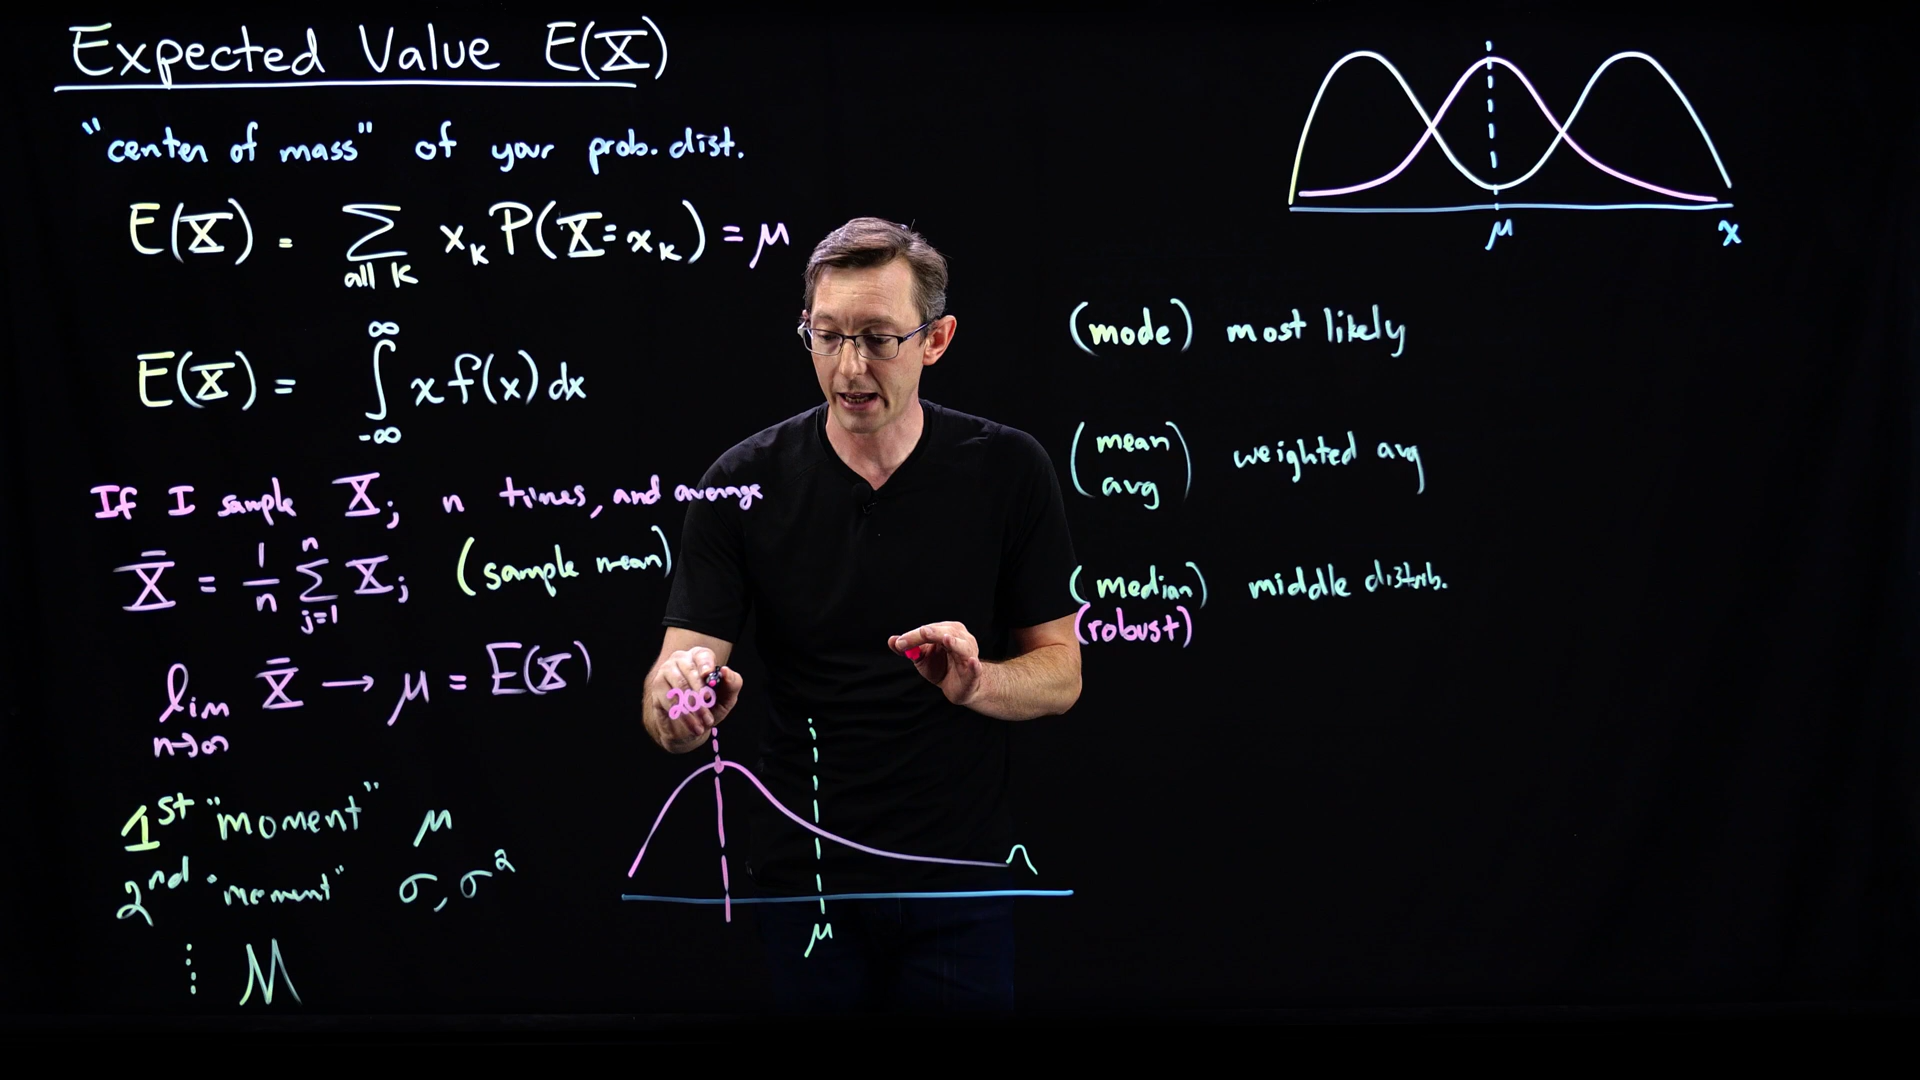 Expected Value E(X)
"center of mass" of your prob. dist.
E(X) = ∑ all k x_k P(X = x_k) = μ
E(X) = ∫_{-∞}^{∞} x f(x) dx
If I sample X_j n times, and average
X̄ = 1/n ∑_{j=1}^{n} X_j (sample mean)
lim n→∞ X̄ → μ = E(X)
1st "moment" μ
2nd "moment" σ, σ²
⋮ M
200
μ
μ x
(mode) most likely
(mean avg) weighted avg
(median) middle distrib.
(robust)